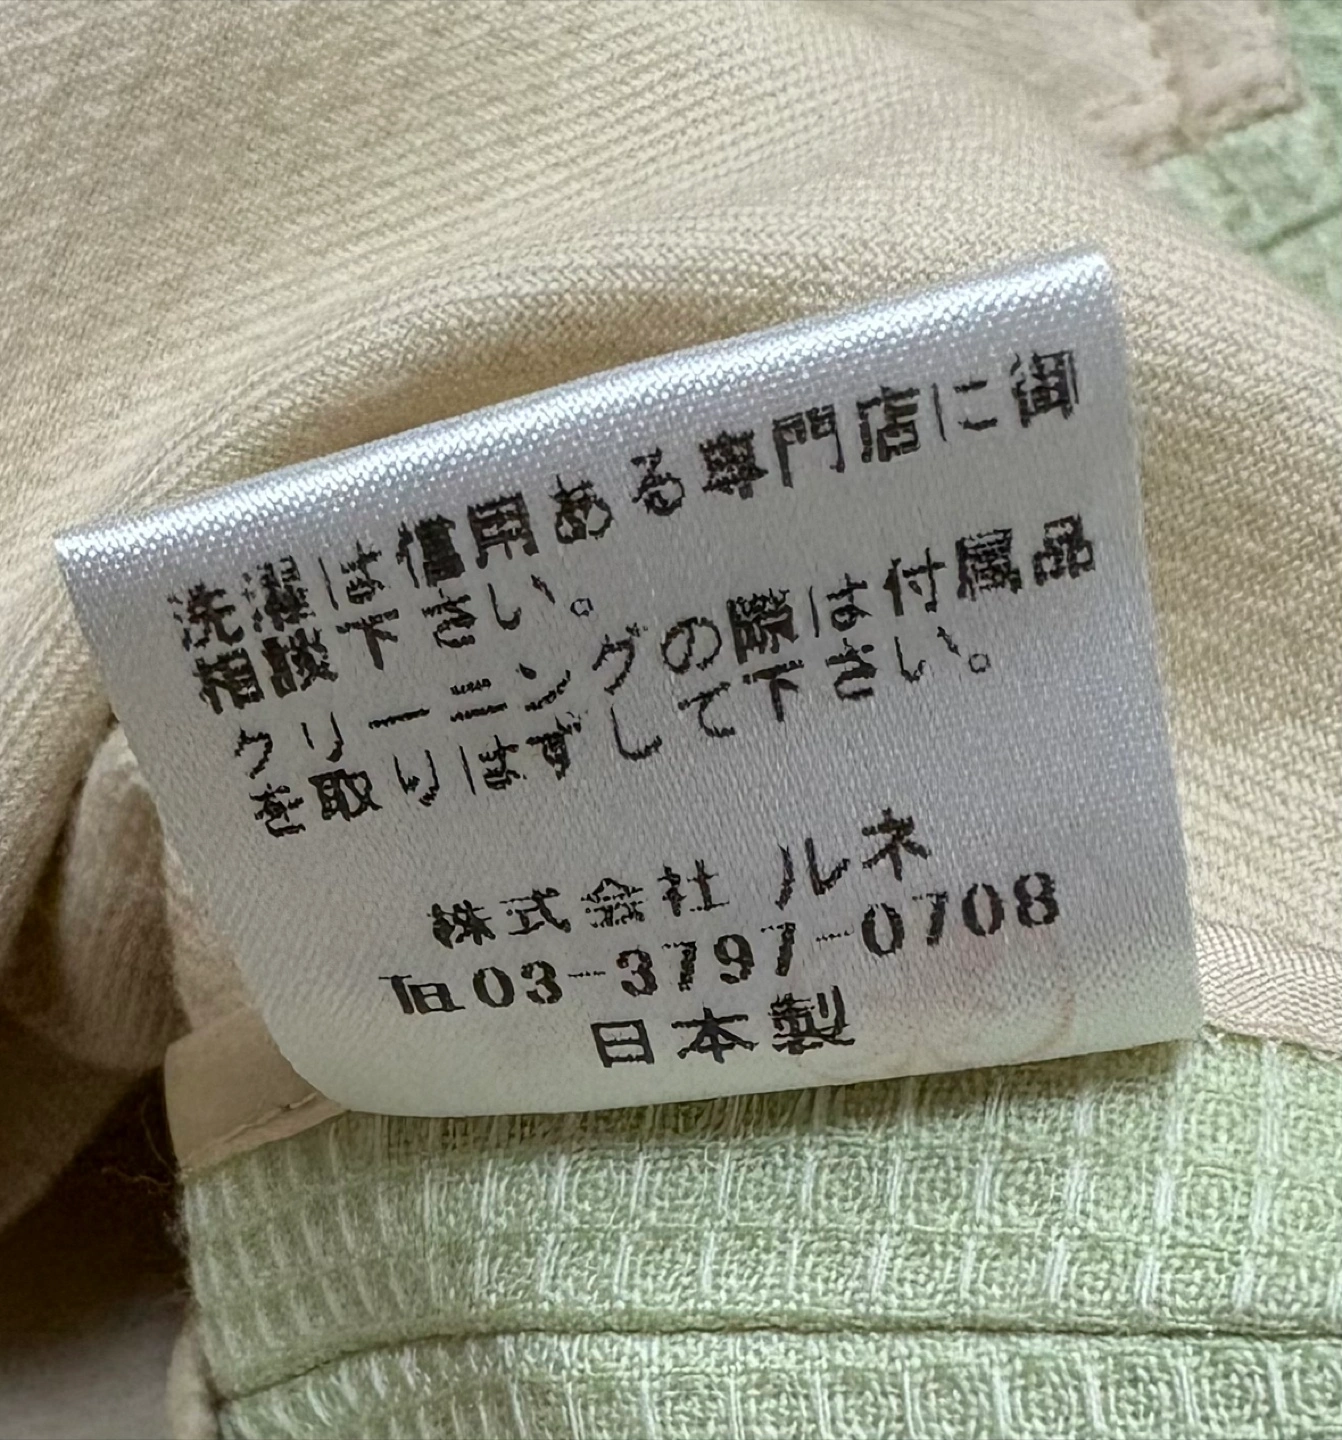 洗濯は信用ある専門店に御
相談下さい。
クリーニングの際は付属品
を取りはずして下さい。
株式会社 ルネ
℡03-3797-0708
日本製